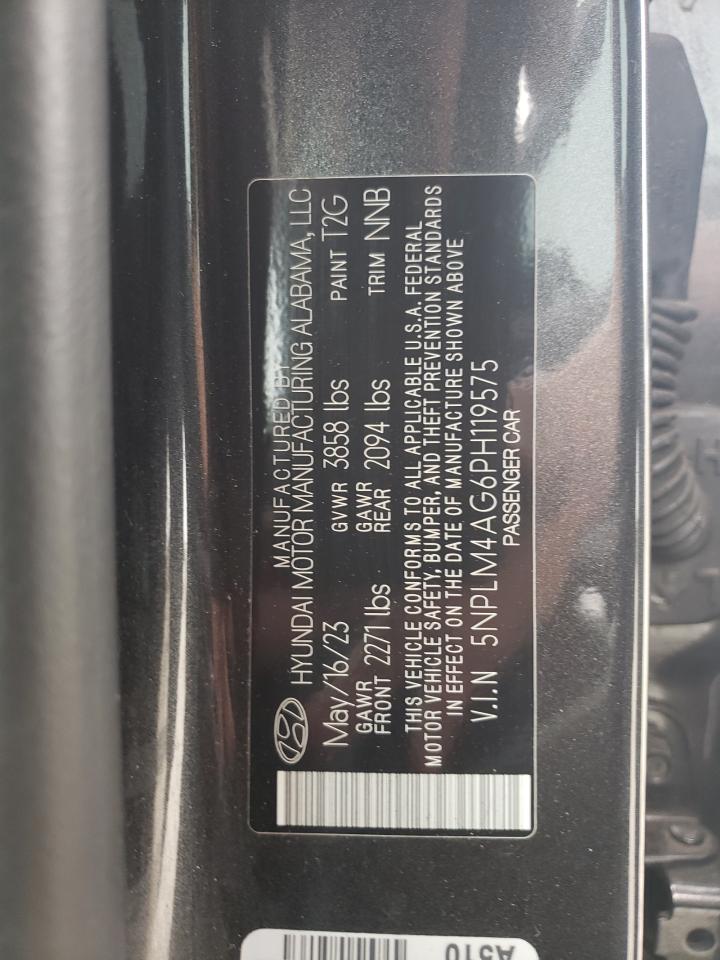 MANUFACTURED BY
HYUNDAI MOTOR MANUFACTURING ALABAMA, LLC
May/16/23 GVWR 3858 lbs PAINT T2G
GAWR FRONT 2271 lbs GAWR REAR 2094 lbs TRIM NNB
THIS VEHICLE CONFORMS TO ALL APPLICABLE U.S.A. FEDERAL
MOTOR VEHICLE SAFETY, BUMPER, AND THEFT PREVENTION STANDARDS
IN EFFECT ON THE DATE OF MANUFACTURE SHOWN ABOVE
V.I.N 5NPLM4AG6PH119575
PASSENGER CAR
A510